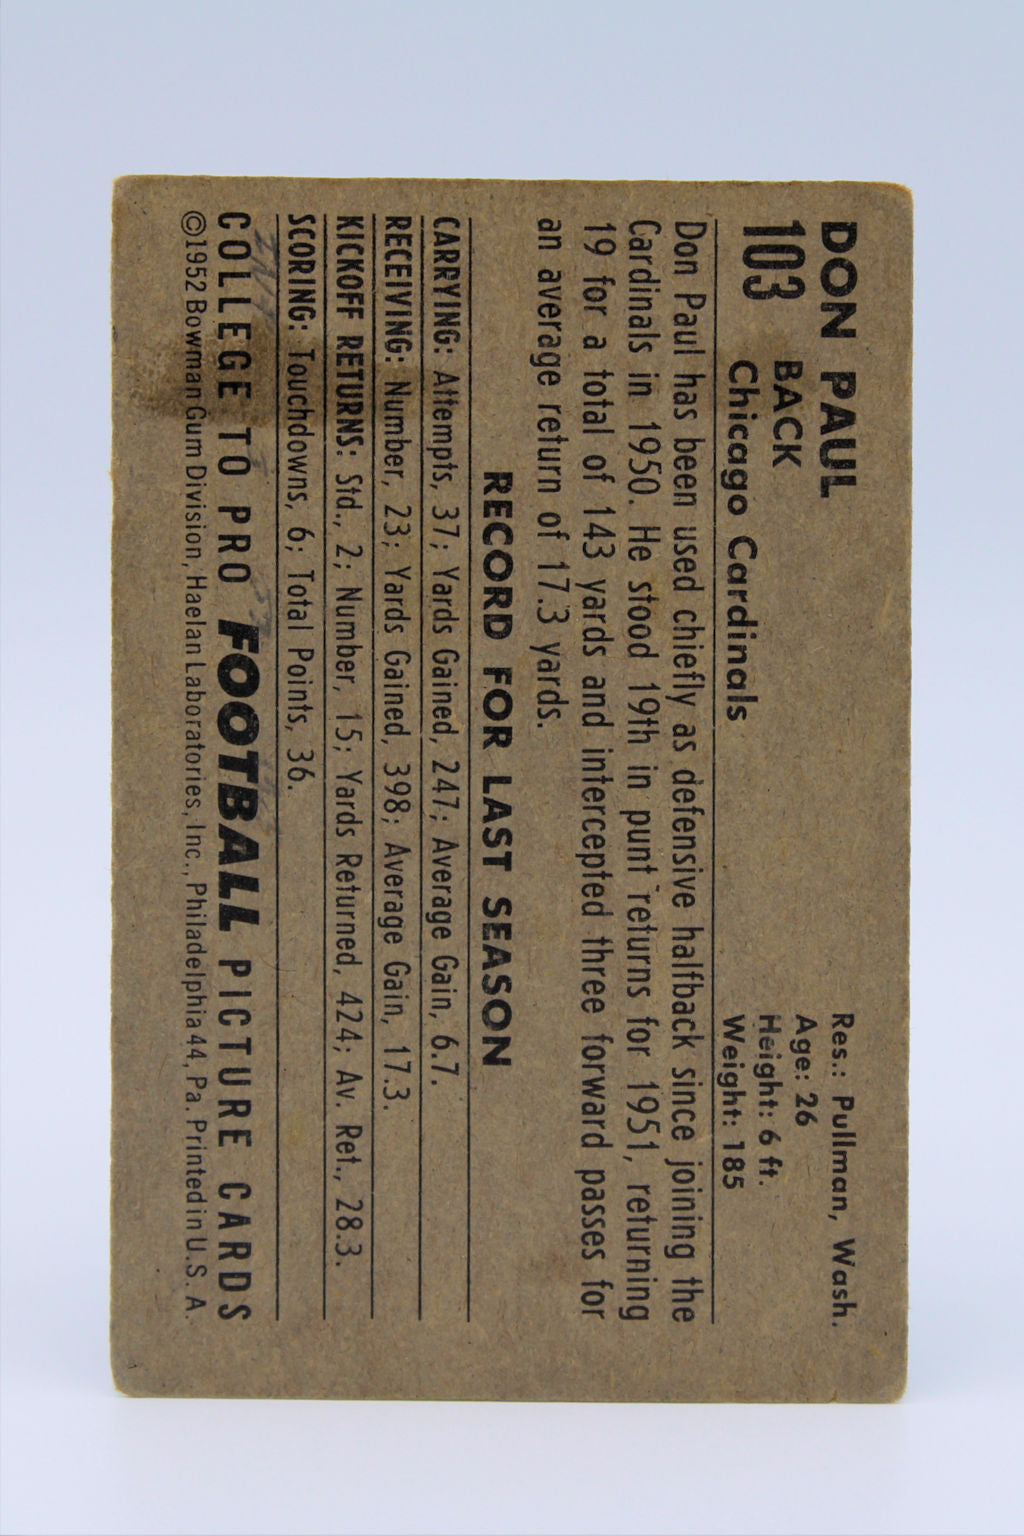 DON PAUL
103 BACK
Chicago Cardinals
Res.: Pullman, Wash.
Age: 26
Height: 6 ft.
Weight: 185
Don Paul has been used chiefly as defensive halfback since joining the
Cardinals in 1950. He stood 19th in punt returns for 1951, returning
19 for a total of 143 yards and intercepted three forward passes for
an average return of 17.3 yards.
RECORD FOR LAST SEASON
CARRYING: Attempts, 37; Yards Gained, 247; Average Gain, 6.7.
RECEIVING: Number, 23; Yards Gained, 398; Average Gain, 17.3.
KICKOFF RETURNS: Std., 2; Number, 15; Yards Returned, 424; Av. Ret., 28.3.
SCORING: Touchdowns, 6; Total Points, 36.
COLLEGE TO PRO FOOTBALL PICTURE CARDS
©1952 Bowman Gum Division, Haelan Laboratories, Inc., Philadelphia 44, Pa. Printed in U.S. A.